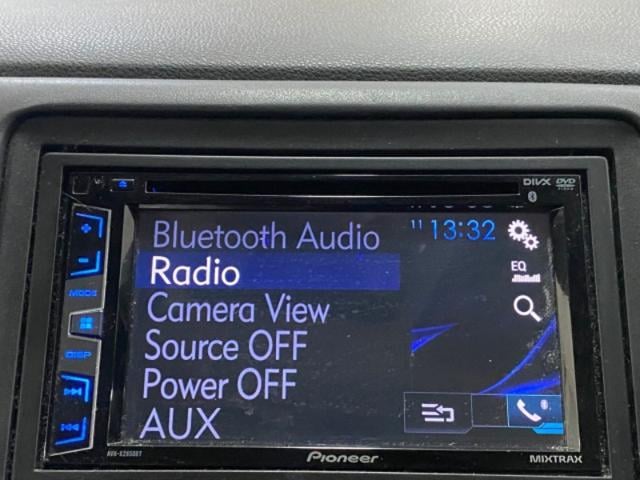 DIVX DVD
Bluetooth Audio
11 13:32
Radio
EQ
Camera View
MODE
Source OFF
DISP
Power OFF
AUX
Pioneer
MIXTRAX